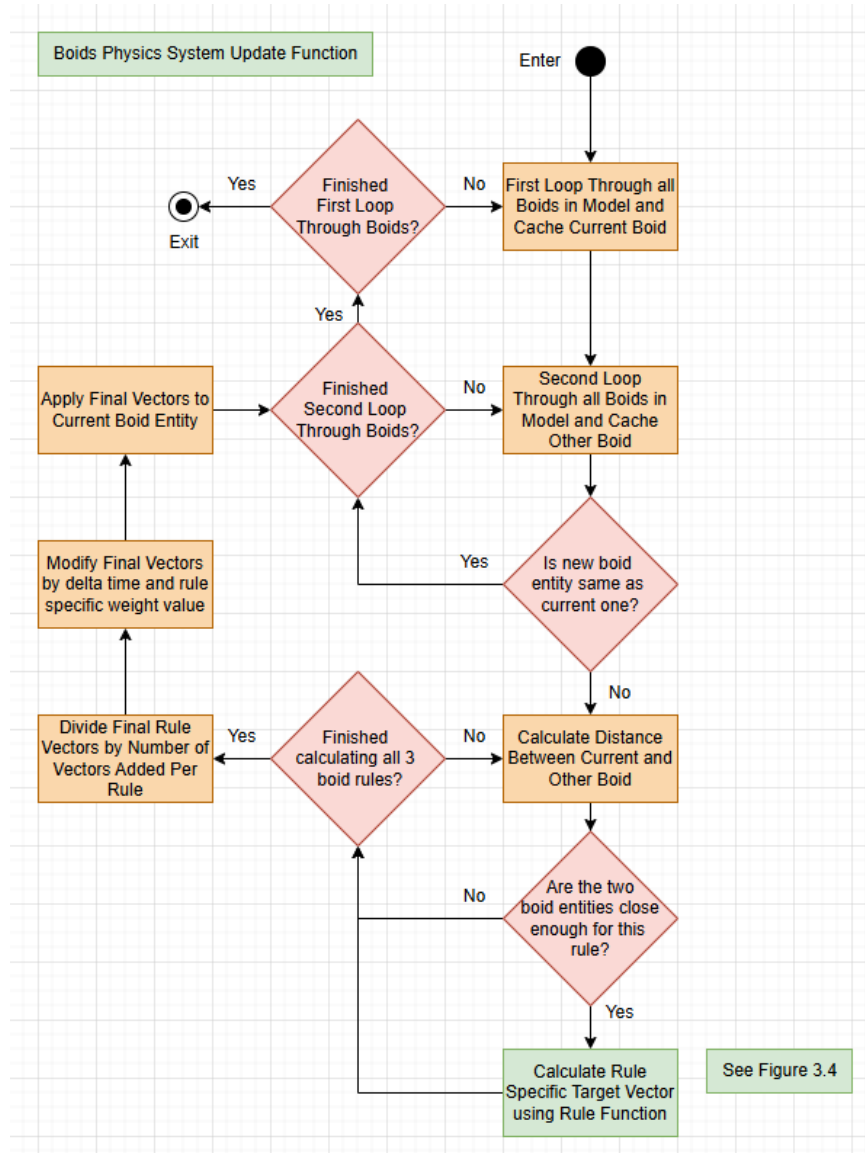 Boids Physics System Update Function
Enter
Yes
Finished
First Loop
Through Boids?
No
First Loop Through all
Boids in Model and
Cache Current Boid
Exit
Yes
Apply Final Vectors to
Current Boid Entity
Finished
Second Loop
Through Boids?
No
Second Loop
Through all Boids in
Model and Cache
Other Boid
Modify Final Vectors
by delta time and rule
specific weight value
Yes
Is new boid
entity same as
current one?
No
Divide Final Rule
Vectors by Number of
Vectors Added Per
Rule
Yes
Finished
calculating all 3
boid rules?
No
Calculate Distance
Between Current and
Other Boid
No
Are the two
boid entities close
enough for this
rule?
Yes
Calculate Rule
Specific Target Vector
using Rule Function
See Figure 3.4